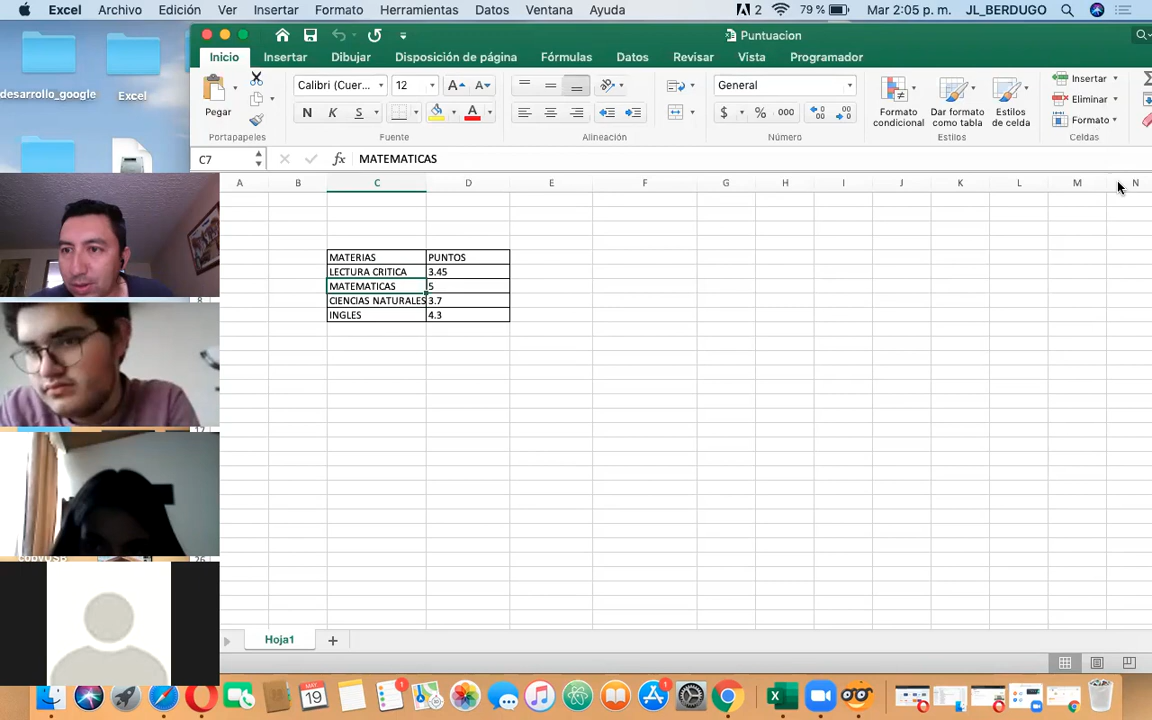 Excel Archivo Edición Ver Insertar Formato Herramientas Datos Ventana Ayuda 2 79 % Mar 2:05 p. m. JL_BERDUGO
Puntuacion
Inicio Insertar Dibujar Disposición de página Fórmulas Datos Revisar Vista Programador
desarrollo_google
Excel
Pegar
Calibri (Cuer... 12
General
Formato condicional
Dar formato como tabla
Estilos de celda
Insertar
Eliminar
Formato
N K S
$ % 000
Portapapeles Fuente Alineación Número Estilos Celdas
C7 fx MATEMATICAS
A B C D E F G H I J K L M N
MATERIAS PUNTOS
LECTURA CRITICA 3.45
MATEMATICAS 5
CIENCIAS NATURALES 3.7
INGLES 4.3
Hoja1
MAY
19